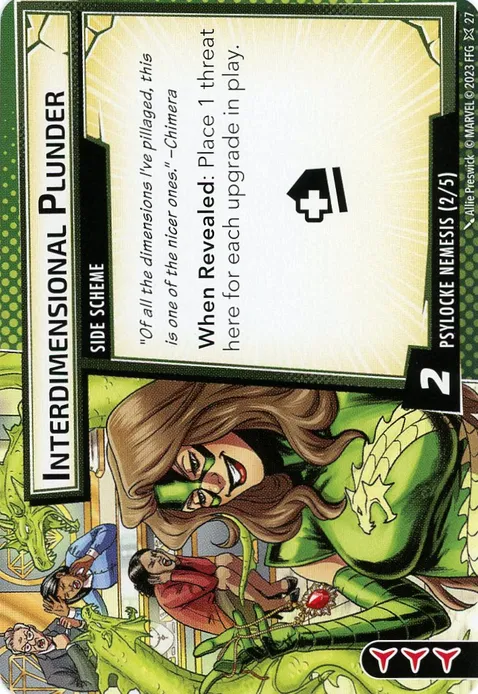 INTERDIMENSIONAL PLUNDER
SIDE SCHEME
"Of all the dimensions I've pillaged, this
is one of the nicer ones." –Chimera
When Revealed: Place 1 threat
here for each upgrade in play.
2
PSYLOCKE NEMESIS (2/5)
Allie Preswick © MARVEL © 2023 FFG 27